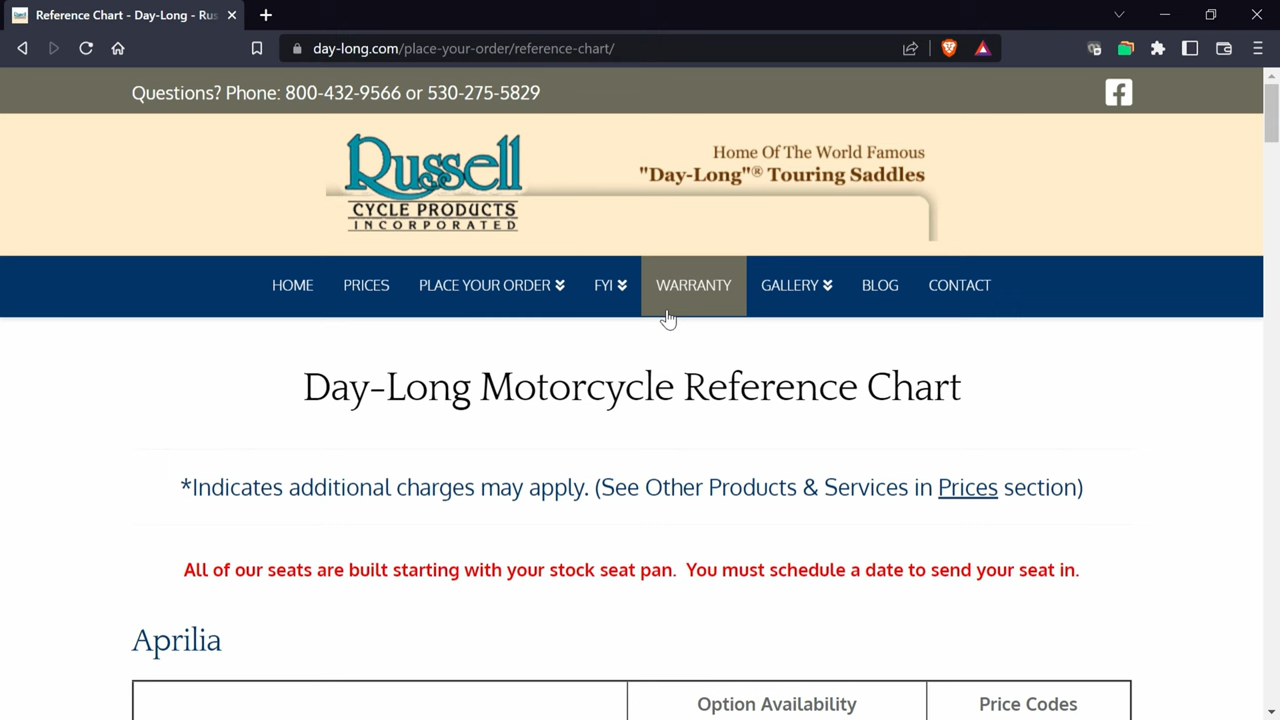 Reference Chart - Day-Long - Rus
day-long.com/place-your-order/reference-chart/
Questions? Phone: 800-432-9566 or 530-275-5829
Russell
CYCLE PRODUCTS
INCORPORATED
Home Of The World Famous
"Day-Long"® Touring Saddles
HOME PRICES PLACE YOUR ORDER FYI WARRANTY GALLERY BLOG CONTACT
Day-Long Motorcycle Reference Chart
*Indicates additional charges may apply. (See Other Products & Services in Prices section)
All of our seats are built starting with your stock seat pan. You must schedule a date to send your seat in.
Aprilia
Option Availability Price Codes